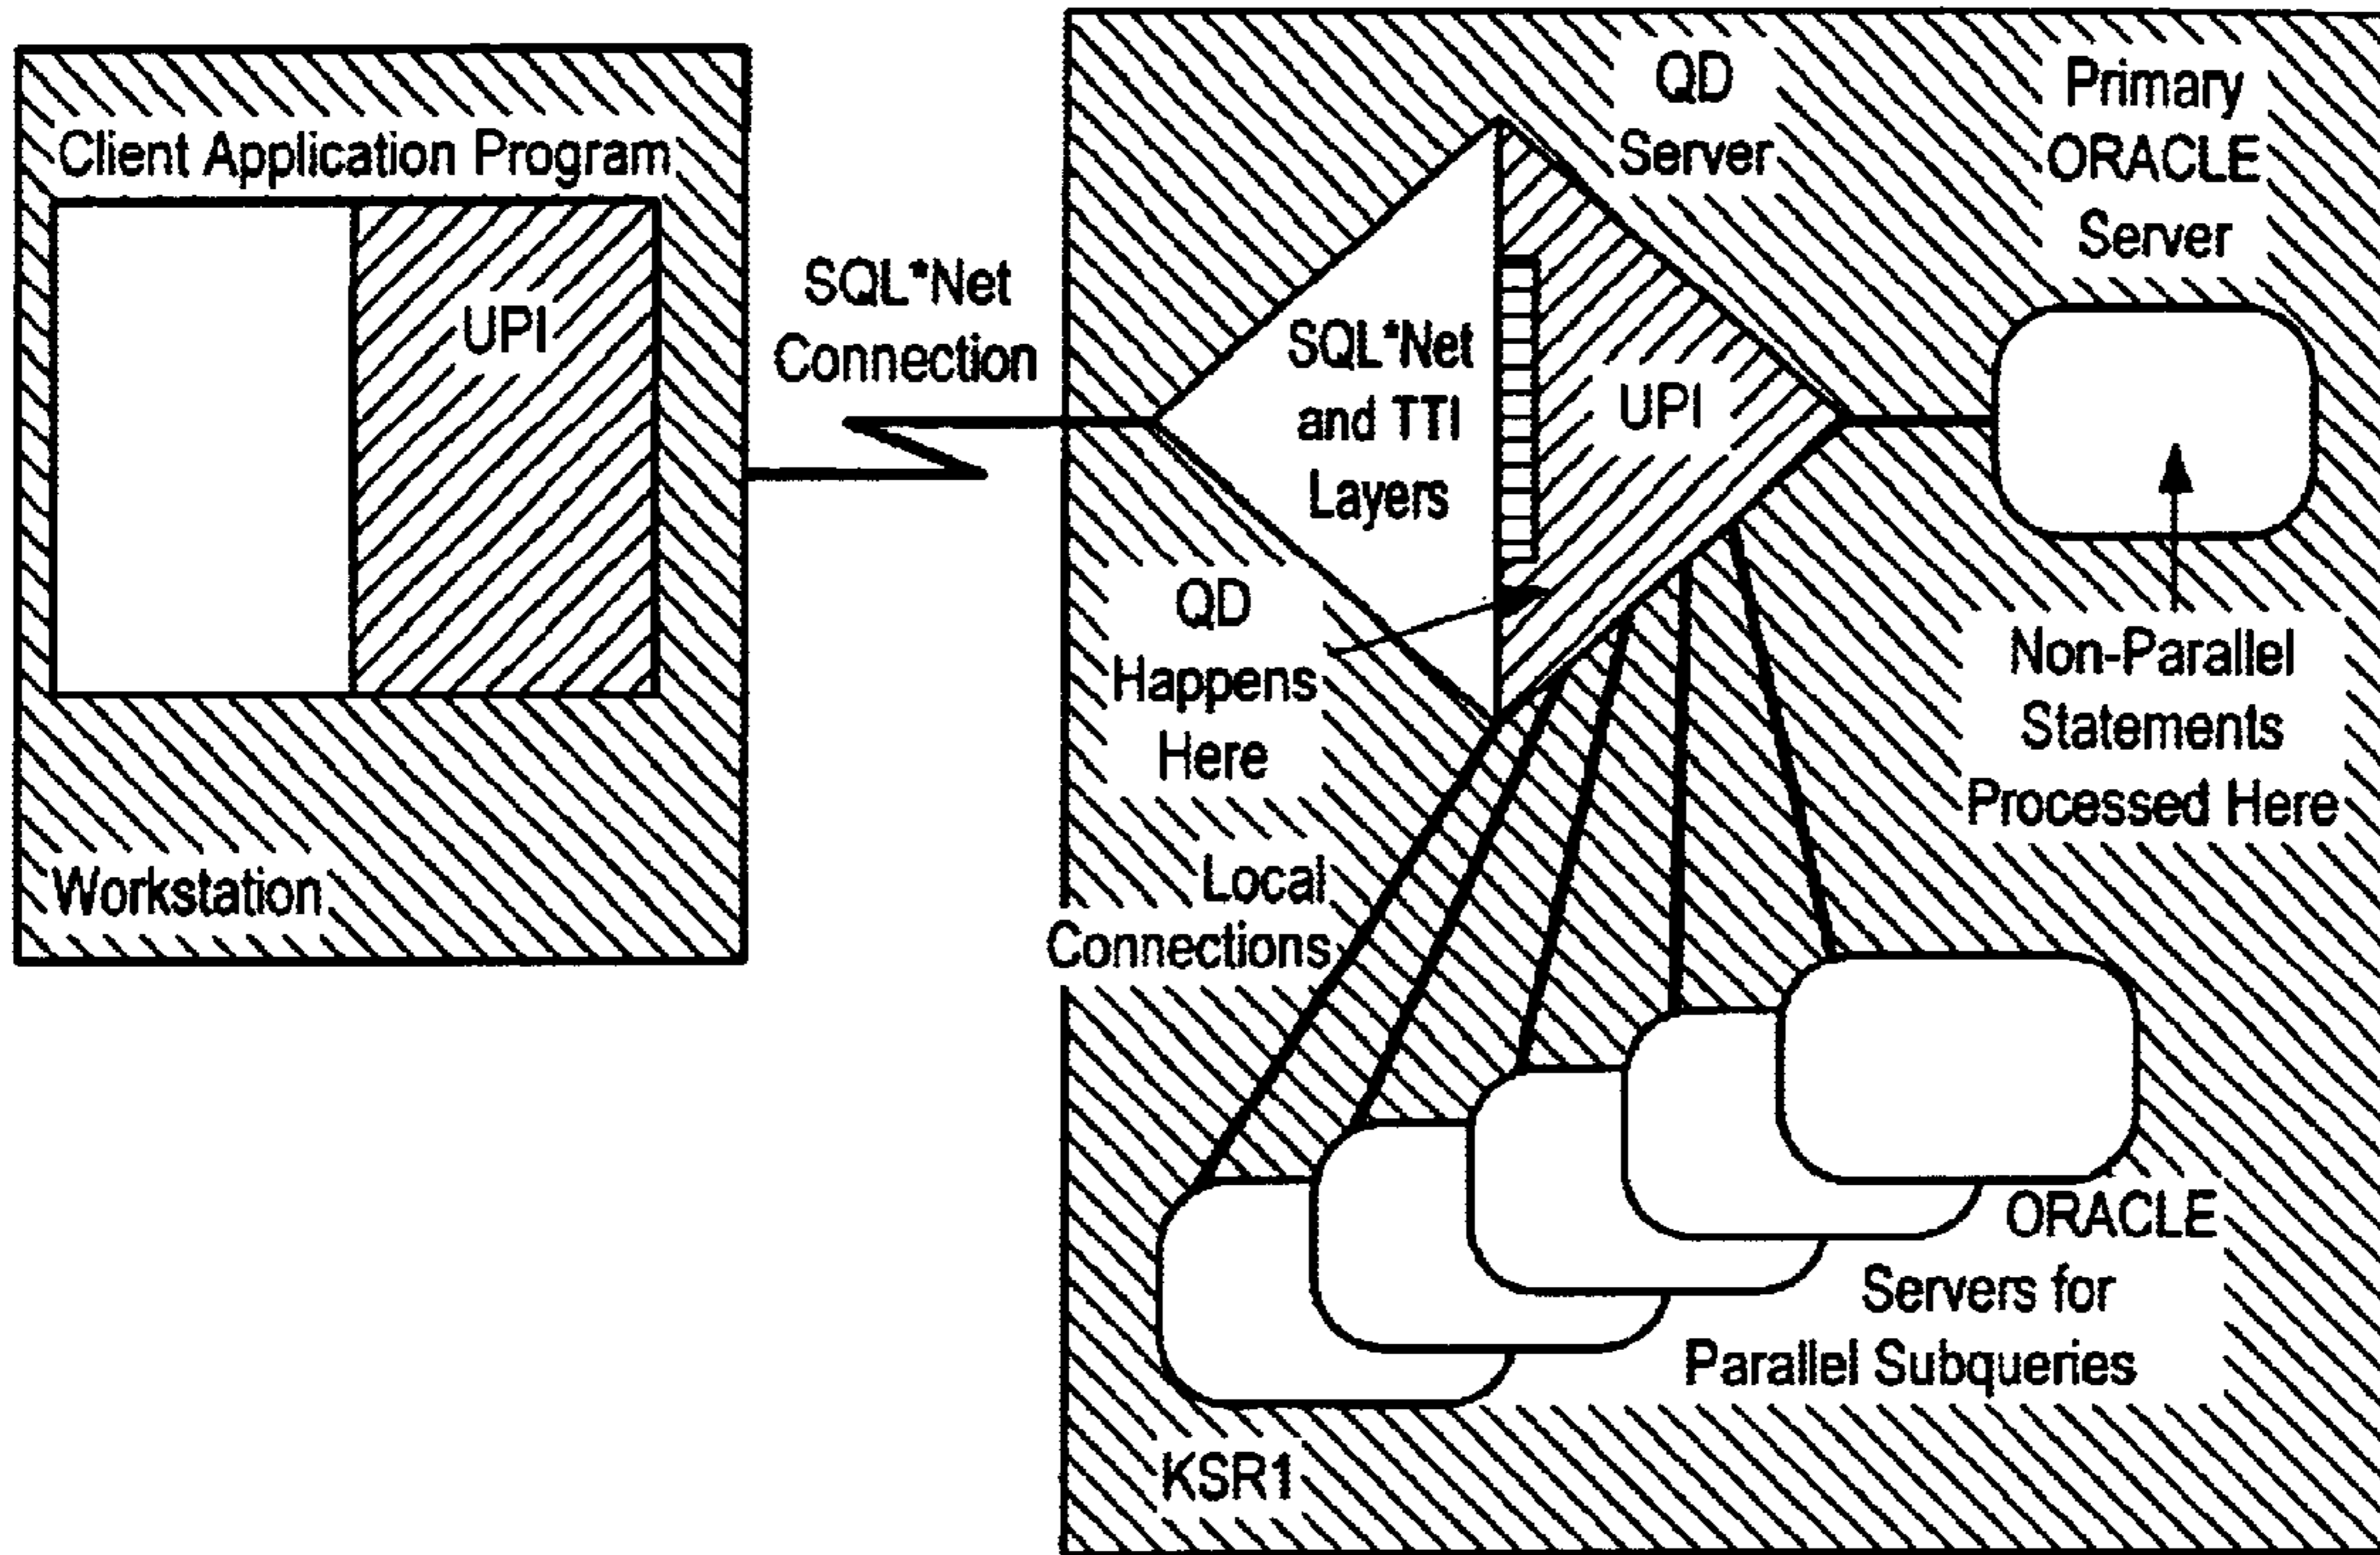 Client Application Program
UPI
Workstation
SQL*Net
Connection
QD
Server
Primary
ORACLE
Server
SQL*Net
and TTI
Layers
UPI
QD
Happens
Here
Non-Parallel
Statements
Processed Here
Local
Connections
ORACLE
Servers for
Parallel Subqueries
KSR1